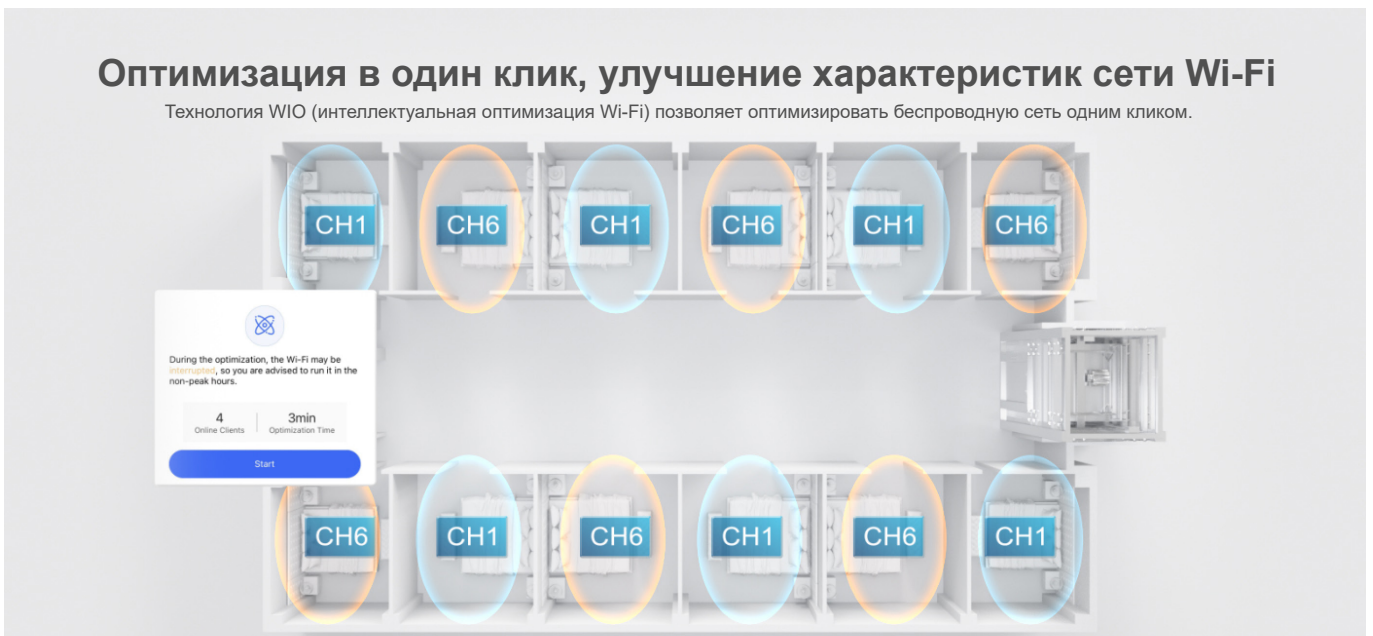 Оптимизация в один клик, улучшение характеристик сети Wi-Fi
Технология WIO (интеллектуальная оптимизация Wi-Fi) позволяет оптимизировать беспроводную сеть одним кликом.
CH1 CH6 CH1 CH6 CH1 CH6
During the optimization, the Wi-Fi may be
interrupted, so you are advised to run it in the
non-peak hours.
4 3min
Online Clients Optimization Time
Start
CH6 CH1 CH6 CH1 CH6 CH1